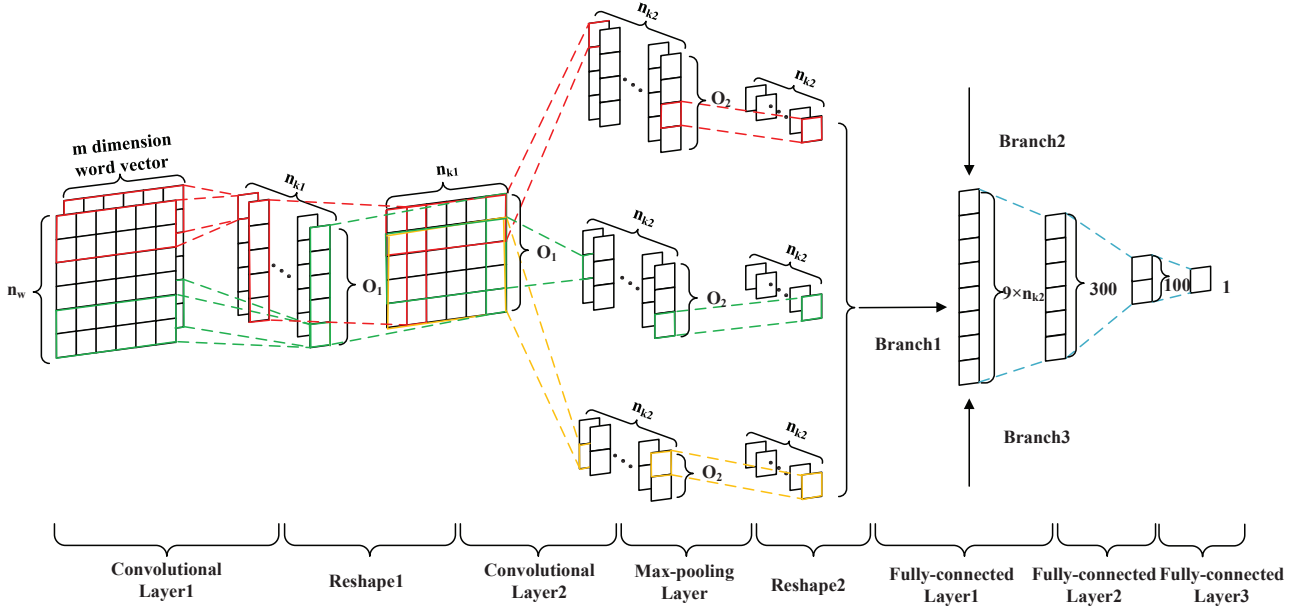 m dimension
word vector
n_w
n_k1
O_1
n_k1
O_1
n_k2
O_2
n_k2
n_k2
O_2
n_k2
n_k2
O_2
n_k2
Branch2
Branch1
Branch3
9×n_k2
300
100
1
Convolutional
Layer1
Reshape1
Convolutional
Layer2
Max-pooling
Layer
Reshape2
Fully-connected
Layer1
Fully-connected
Layer2
Fully-connected
Layer3